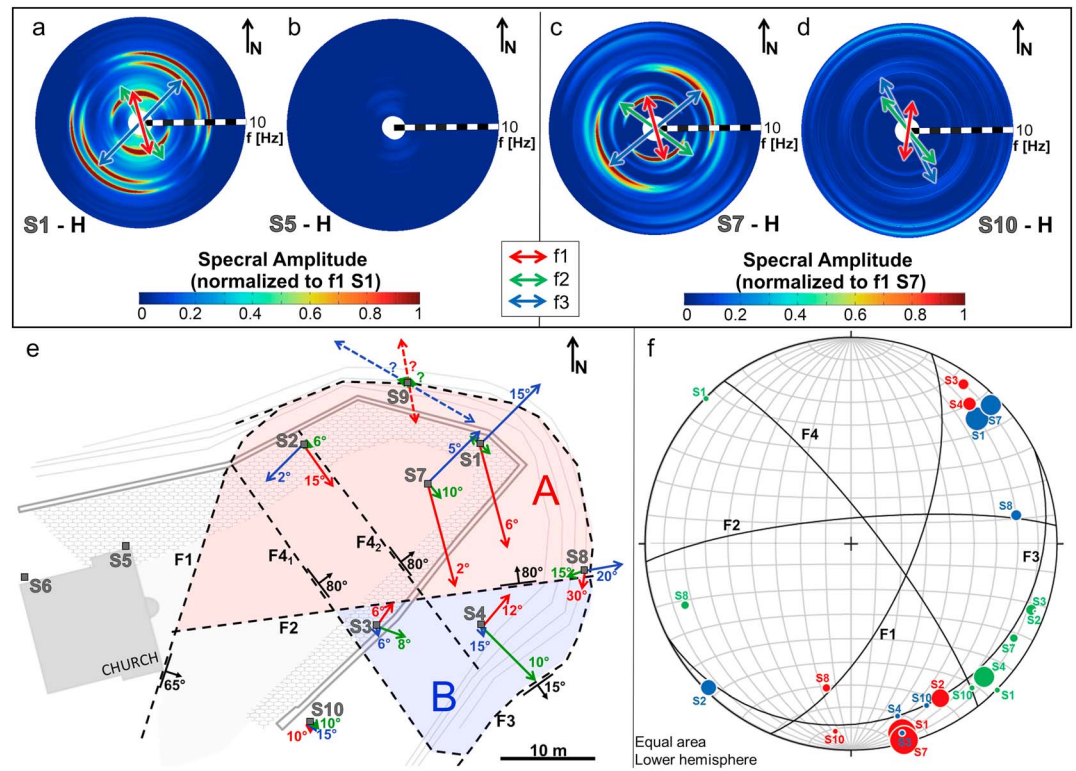 a
N
b
N
c
N
d
N
10
f [Hz]
10
f [Hz]
10
f [Hz]
10
f [Hz]
S1 - H
S5 - H
S7 - H
S10 - H
Specral Amplitude
(normalized to f1 S1)
0 0.2 0.4 0.6 0.8 1
f1
f2
f3
Specral Amplitude
(normalized to f1 S7)
0 0.2 0.4 0.6 0.8 1
e
N
?
?
?
S9
15°
S2
6°
2°
15°
5°
S1
S7
10°
A
6°
2°
F1
S5
S6
F4₁
80°
F4₂
80°
80°
S8
15°
20°
30°
F2
6°
S3
6°
8°
S4
12°
15°
10°
CHURCH
65°
B
15°
F3
S10
10°
10°
15°
10 m
f
S1
S3
S4
S7
S1
F4
S8
F2
F3
S8
S3
S2
F1
S7
S4
S8
S2
S10
S10
S1
S2
S4
S1
S10
S3
S7
Equal area
Lower hemisphere